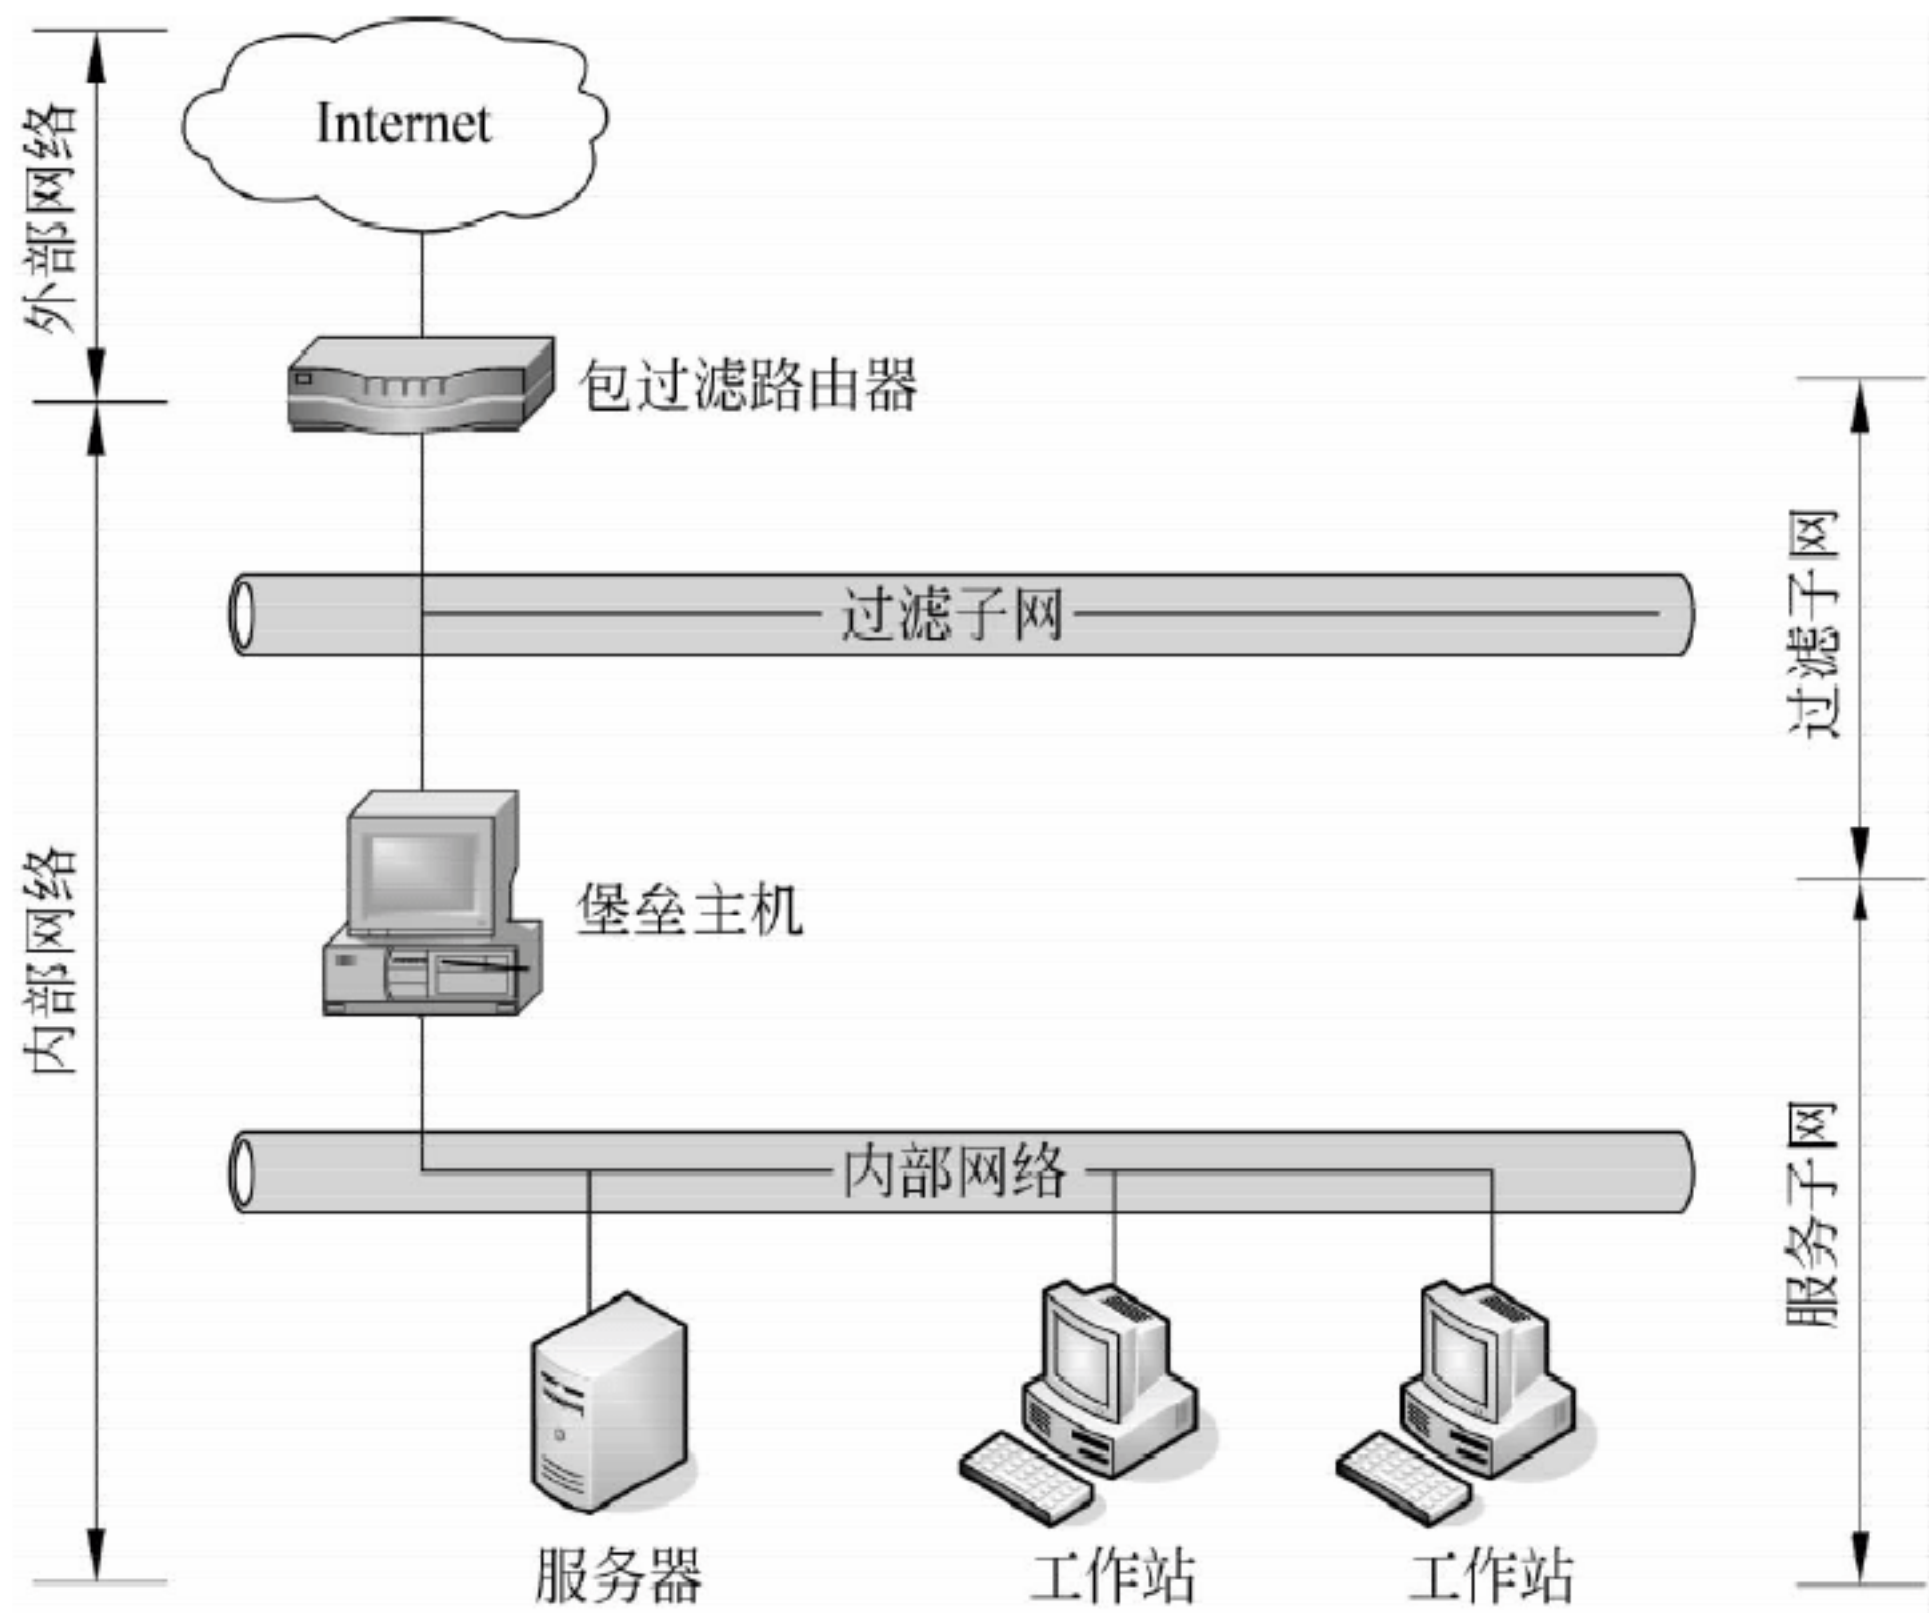 Internet
外部网络
包过滤路由器
过滤子网
过滤子网
堡垒主机
内部网络
内部网络
服务子网
服务器
工作站
工作站